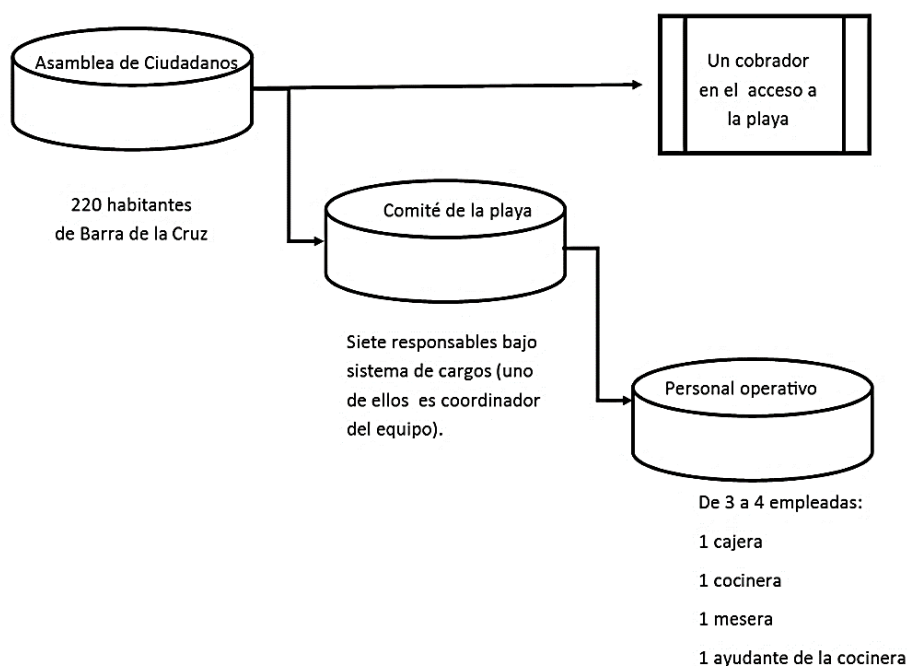 Asamblea de Ciudadanos
Un cobrador
en el acceso a
la playa
220 habitantes
de Barra de la Cruz
Comité de la playa
Siete responsables bajo
sistema de cargos (uno
de ellos es coordinador
del equipo).
Personal operativo
De 3 a 4 empleadas:
1 cajera
1 cocinera
1 mesera
1 ayudante de la cocinera